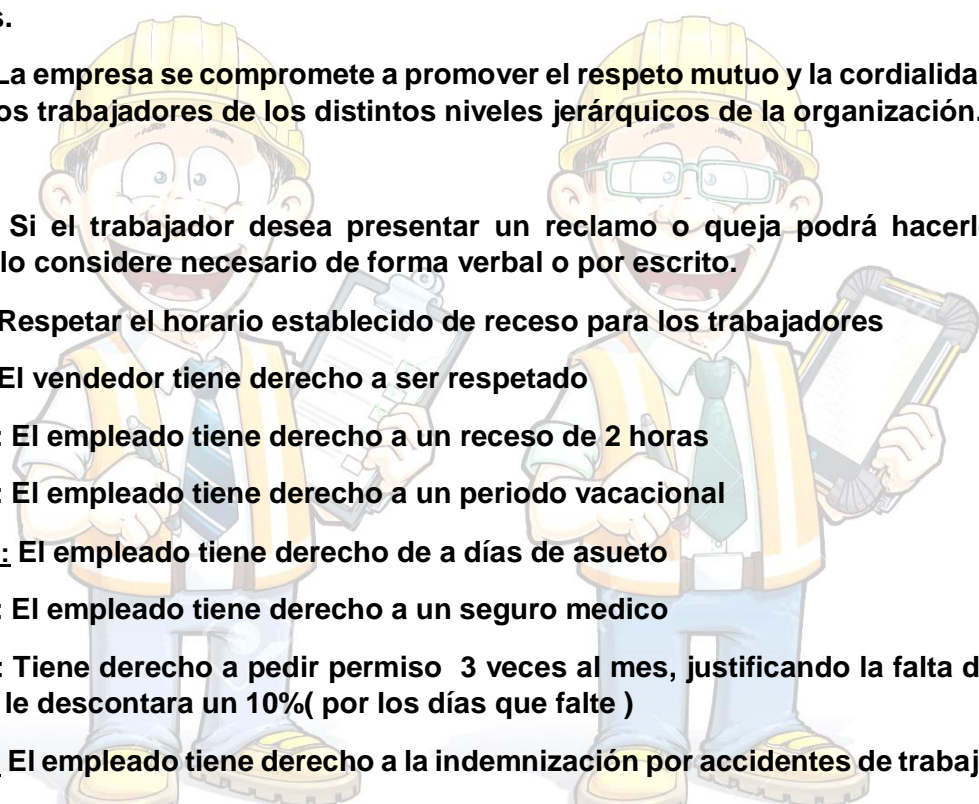 s.
La empresa se compromete a promover el respeto mutuo y la cordialida
os trabajadores de los distintos niveles jerárquicos de la organización.
Si el trabajador desea presentar un reclamo o queja podrá hacerl
lo considere necesario de forma verbal o por escrito.
Respetar el horario establecido de receso para los trabajadores
El vendedor tiene derecho a ser respetado
: El empleado tiene derecho a un receso de 2 horas
: El empleado tiene derecho a un periodo vacacional
: El empleado tiene derecho de a días de asueto
: El empleado tiene derecho a un seguro medico
: Tiene derecho a pedir permiso 3 veces al mes, justificando la falta d
le descontara un 10%( por los días que falte )
El empleado tiene derecho a la indemnización por accidentes de trabaj